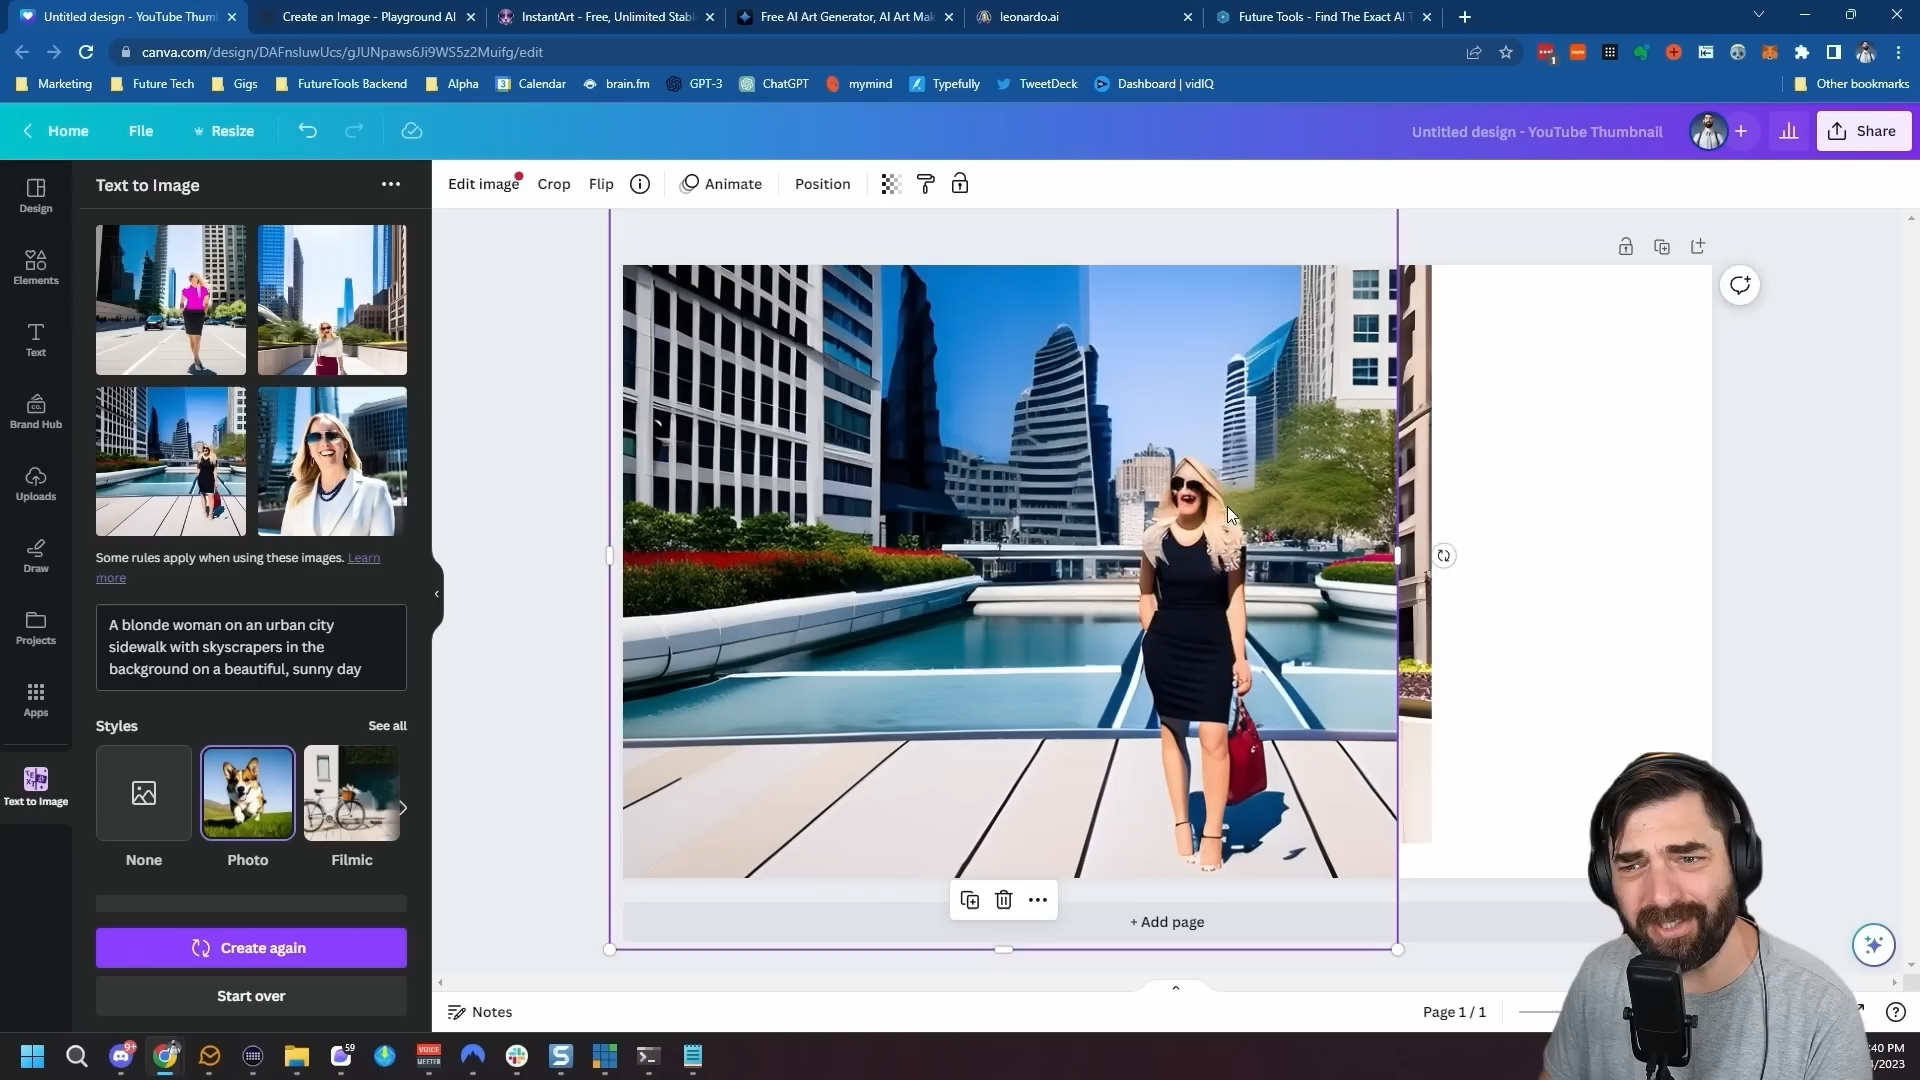 Untitled design - YouTube Thumb
Create an Image - Playground AI
InstantArt - Free, Unlimited Stabl
Free AI Art Generator, AI Art Mak
leonardo.ai
Future Tools - Find The Exact AI T
canva.com/design/DAFnsluwUcs/gJUNpaws6Ji9WS5z2Muifg/edit
Marketing
Future Tech
Gigs
FutureTools Backend
Alpha
Calendar
brain.fm
GPT-3
ChatGPT
mymind
Typefully
TweetDeck
Dashboard | vidIQ
Other bookmarks
Home
File
Resize
Untitled design - YouTube Thumbnail
Share
Design
Elements
Text
Brand Hub
Uploads
Draw
Projects
Apps
Text to Image
Text to Image
Some rules apply when using these images. Learn
more
A blonde woman on an urban city
sidewalk with skyscrapers in the
background on a beautiful, sunny day
Styles
See all
None
Photo
Filmic
Create again
Start over
Edit image
Crop
Flip
Animate
Position
+ Add page
Notes
Page 1 / 1
:40 PM
/2023